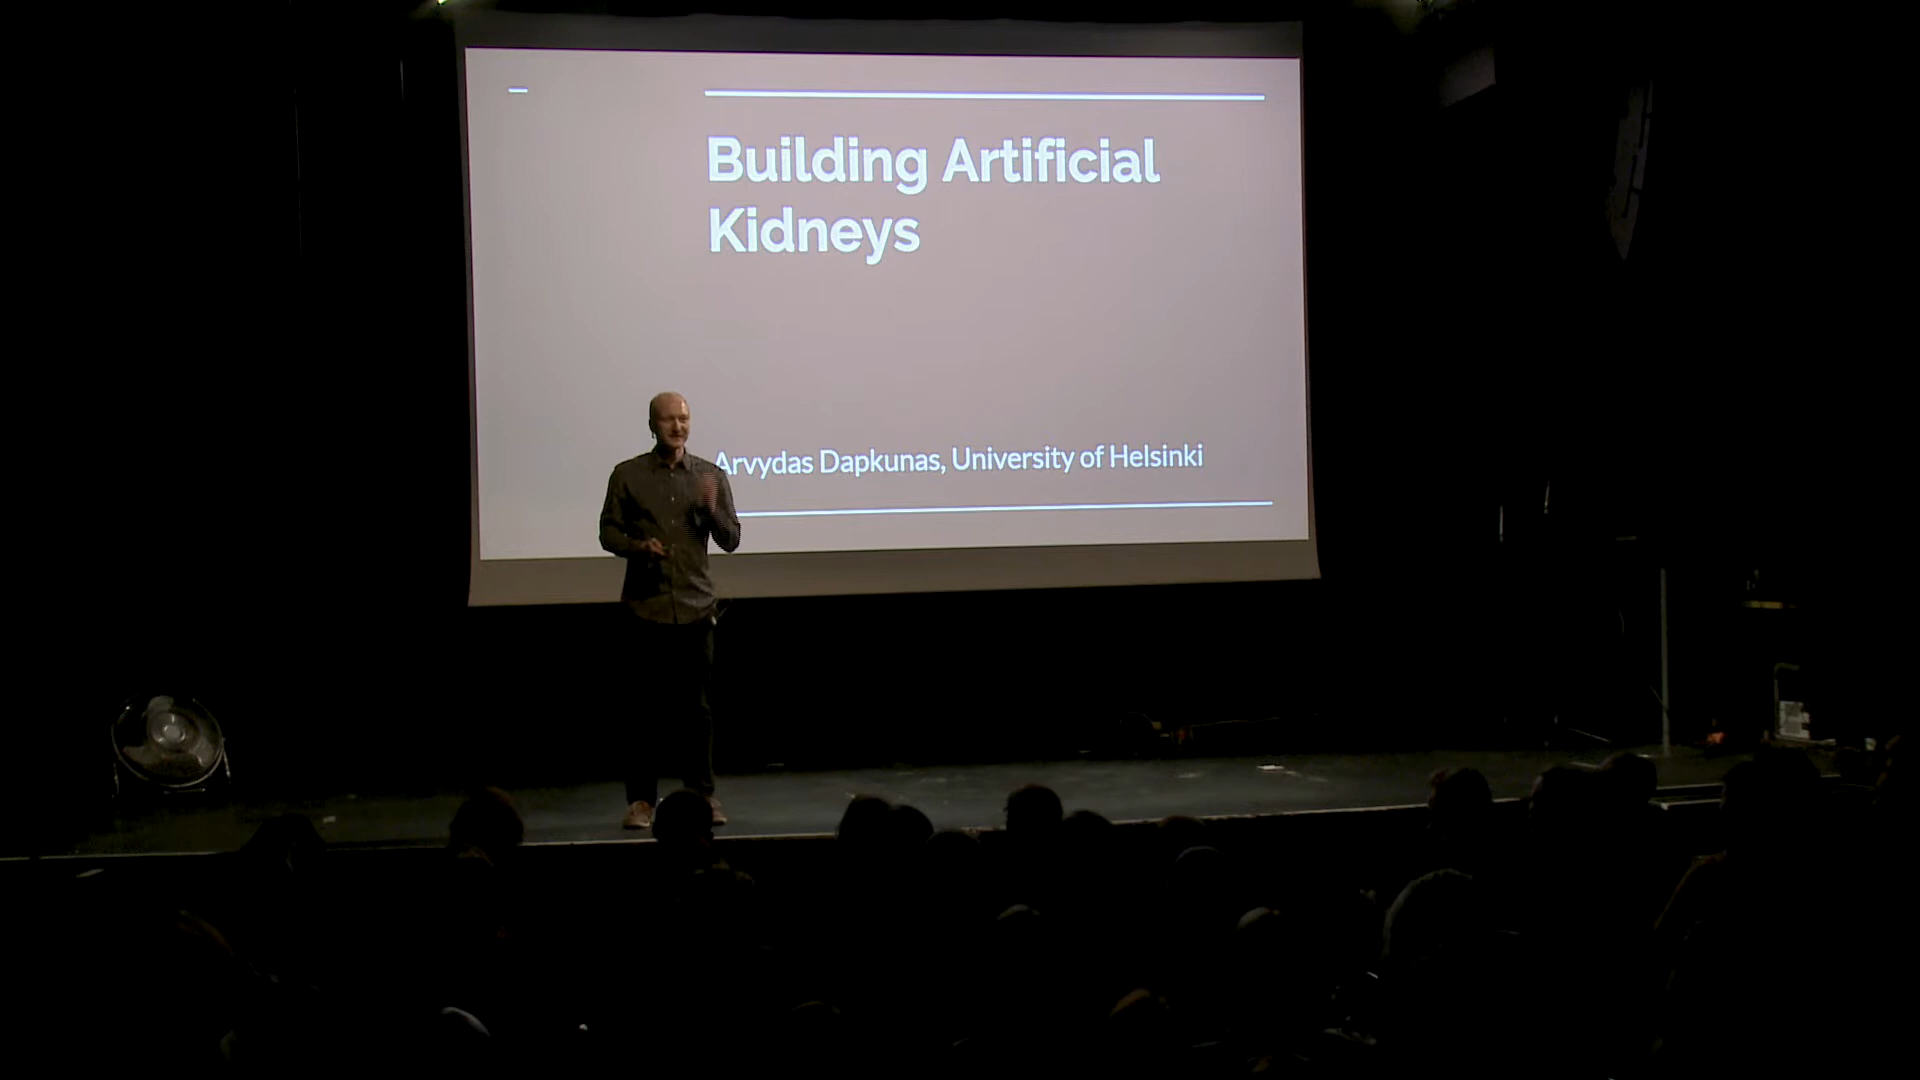 Building Artificial
Kidneys
Arvydas Dapkunas, University of Helsinki